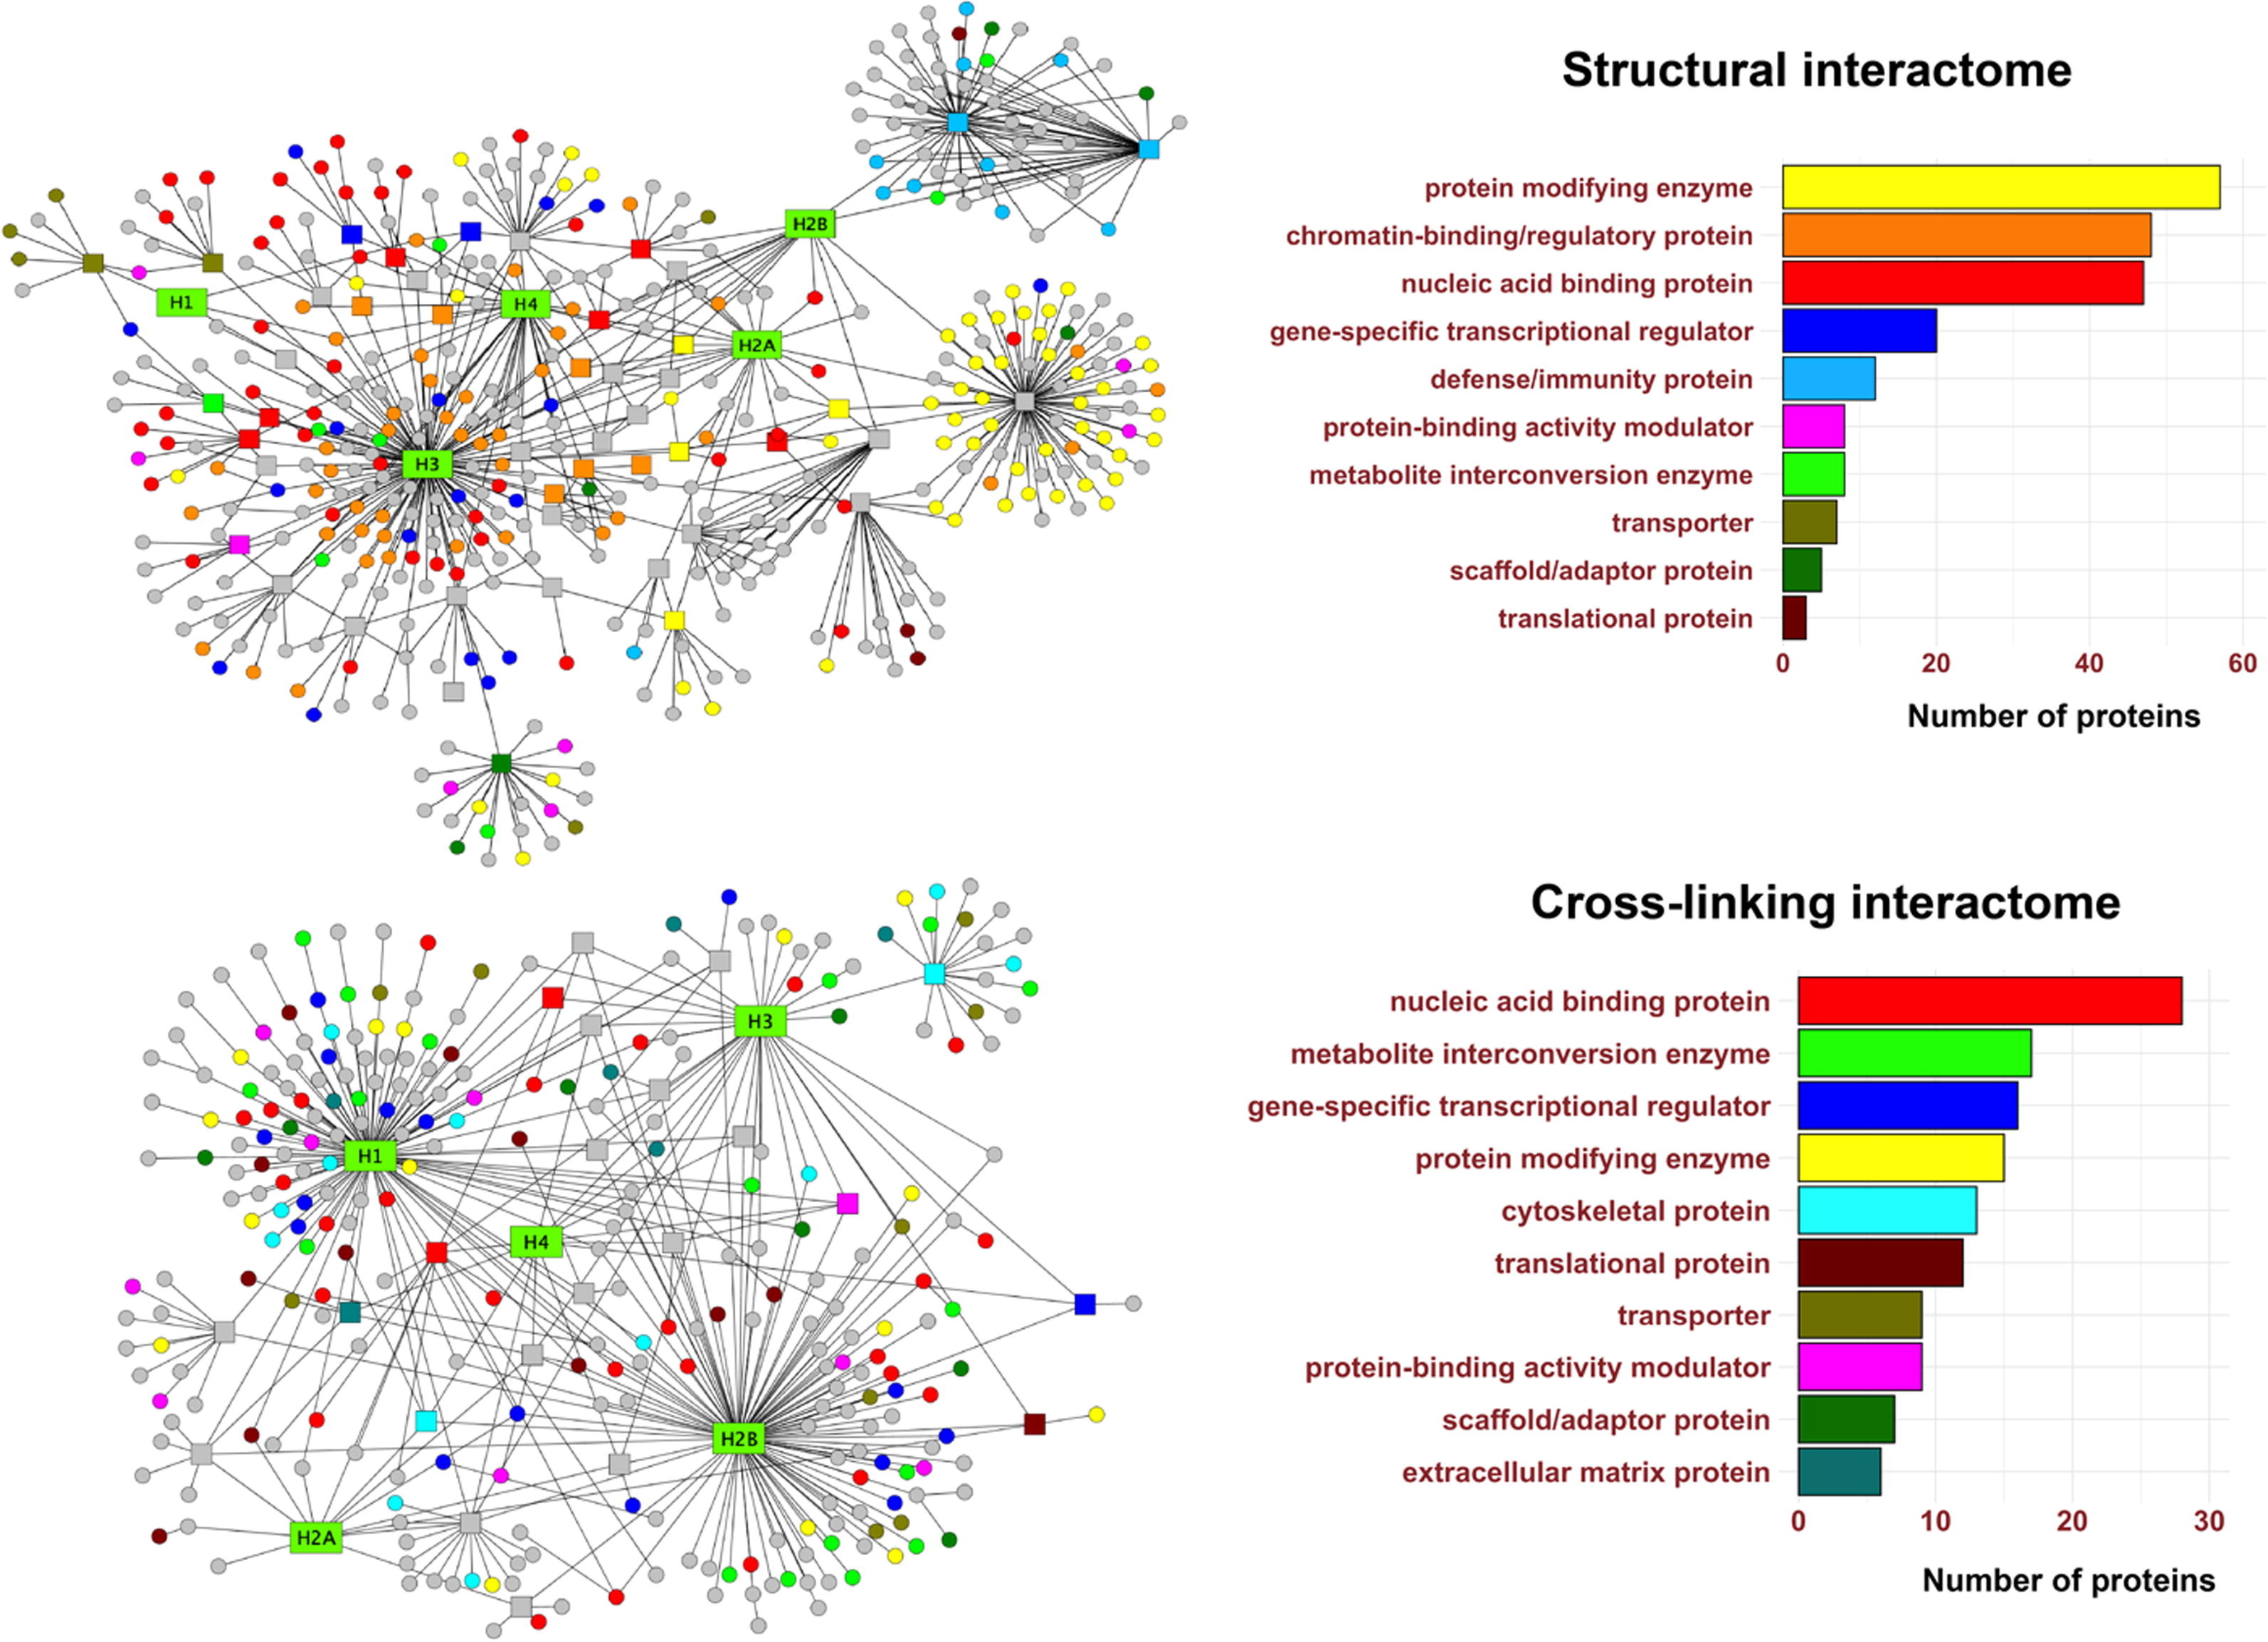 Structural interactome
H2B
H1
H4
H2A
H3
protein modifying enzyme
chromatin-binding/regulatory protein
nucleic acid binding protein
gene-specific transcriptional regulator
defense/immunity protein
protein-binding activity modulator
metabolite interconversion enzyme
transporter
scaffold/adaptor protein
translational protein
0 20 40 60
Number of proteins
Cross-linking interactome
H3
H1
H4
H2B
H2A
nucleic acid binding protein
metabolite interconversion enzyme
gene-specific transcriptional regulator
protein modifying enzyme
cytoskeletal protein
translational protein
transporter
protein-binding activity modulator
scaffold/adaptor protein
extracellular matrix protein
0 10 20 30
Number of proteins